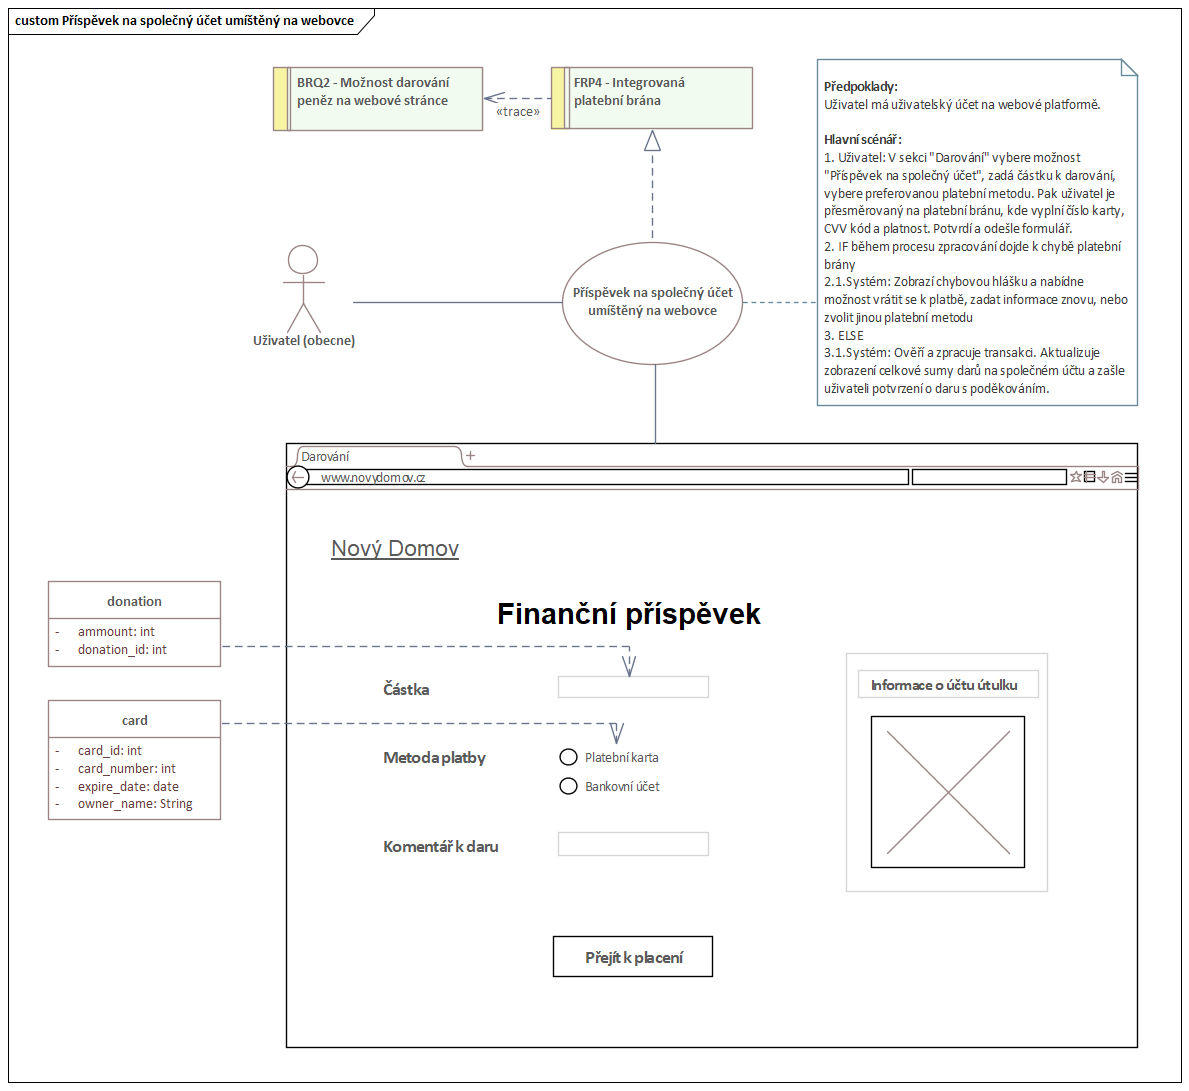 custom Příspěvek na společný účet umíštěný na webovce
BRQ2 - Možnost darování
peněz na webové stránce
«trace»
FRP4 - Integrovaná
platební brána
Předpoklady:
Uživatel má uživatelský účet na webové platformě.
Hlavní scénář:
1. Uživatel: V sekci "Darování" vybere možnost
"Příspěvek na společný účet", zadá částku k darování,
vybere preferovanou platební metodu. Pak uživatel je
přesměrovaný na platební bránu, kde vyplní číslo karty,
CVV kód a platnost. Potvrdí a odešle formulář.
2. IF během procesu zpracování dojde k chybě platební
brány
2.1.Systém: Zobrazí chybovou hlášku a nabídne
možnost vrátit se k platbě, zadat informace znovu, nebo
zvolit jinou platební metodu
3. ELSE
3.1.Systém: Ověří a zpracuje transakci. Aktualizuje
zobrazení celkové sumy darů na společném účtu a zašle
uživateli potvrzení o daru s poděkováním.
Uživatel (obecne)
Příspěvek na společný účet
umíštěný na webovce
Darování
www.novydomov.cz
Nový Domov
Finanční příspěvek
donation
- ammount: int
- donation_id: int
card
- card_id: int
- card_number: int
- expire_date: date
- owner_name: String
Částka
Metoda platby
Platební karta
Bankovní účet
Komentář k daru
Informace o účtu útulku
Přejít k placení